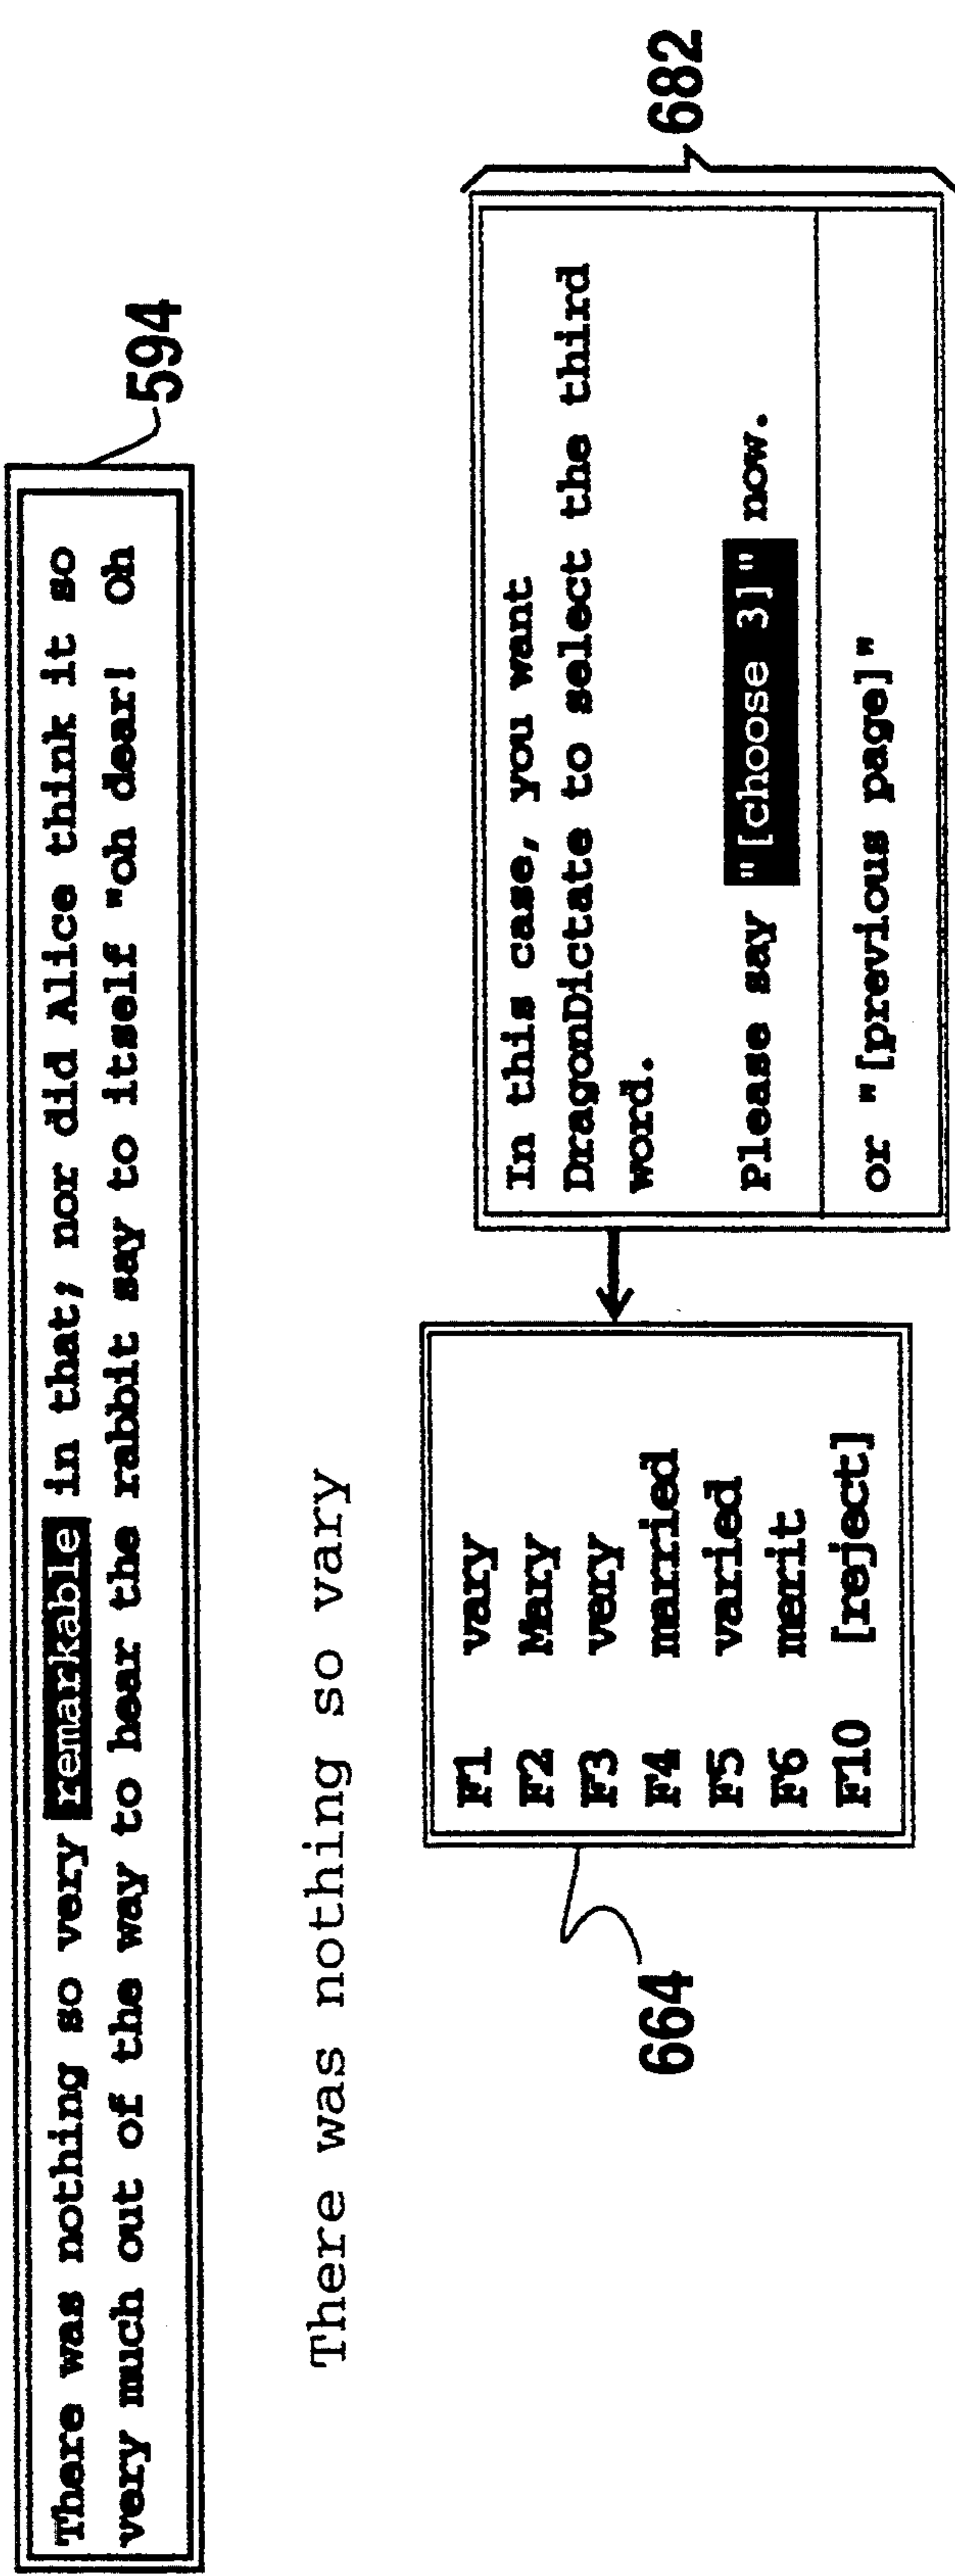 There was nothing so very remarkable in that; nor did Alice think it so
very much out of the way to hear the rabbit say to itself "oh dear! Oh
594
There was nothing so vary
F1 vary
F2 Mary
F3 very
F4 married
F5 varied
F6 merit
F10 [reject]
664
In this case, you want
DragonDictate to select the third
word.
Please say "[choose 3]" now.
or "[previous page]"
682